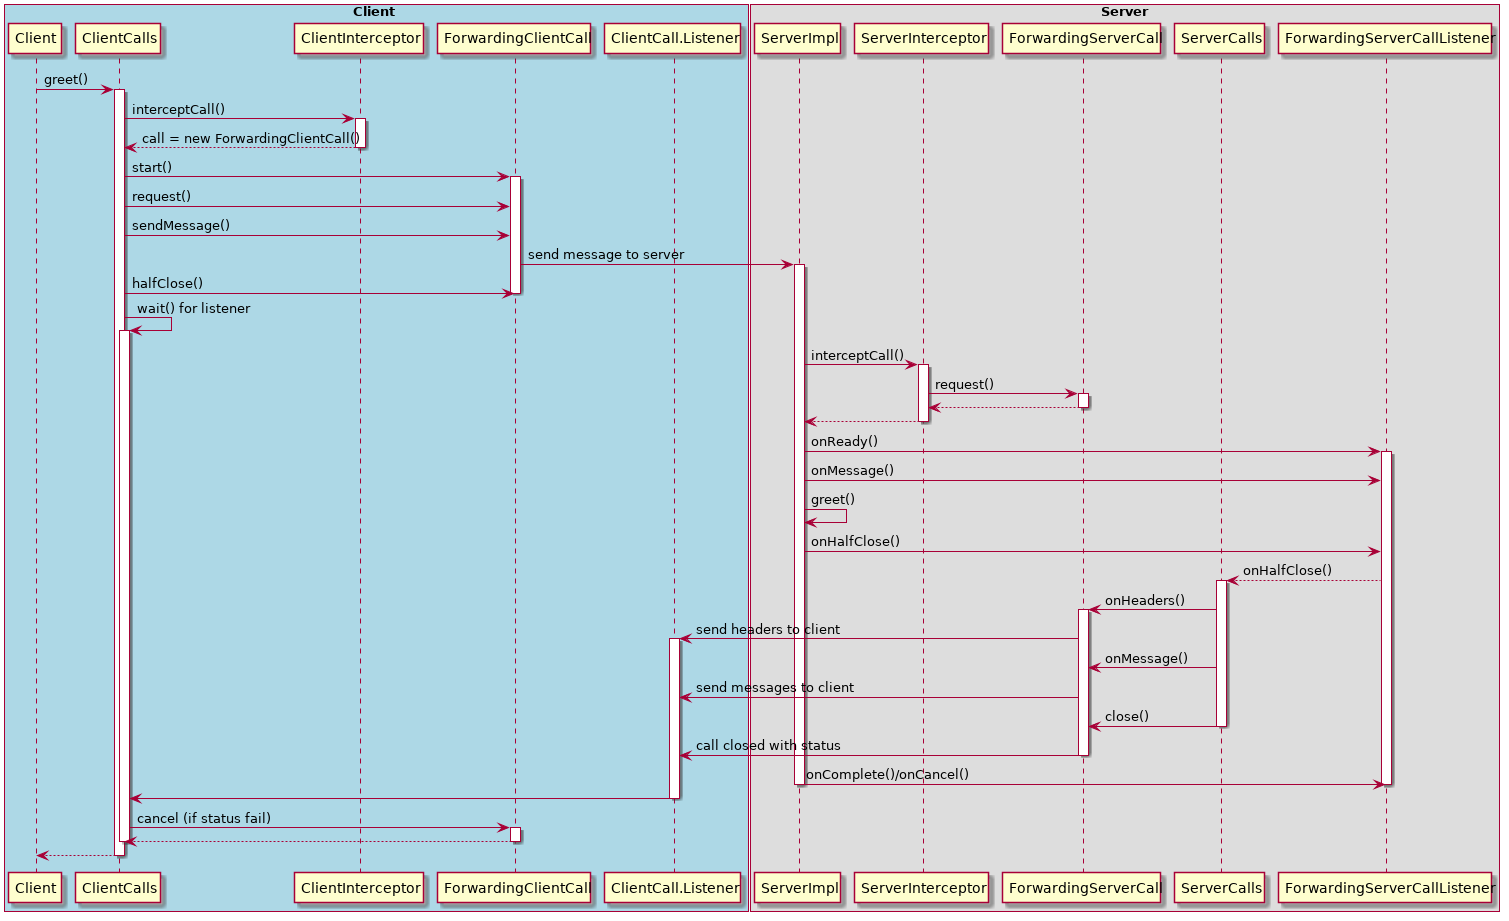 Client
Server
Client
ClientCalls
ClientInterceptor
ForwardingClientCall
ClientCall.Listener
ServerImpl
ServerInterceptor
ForwardingServerCall
ServerCalls
ForwardingServerCallListener
greet()
interceptCall()
call = new ForwardingClientCall()
start()
request()
sendMessage()
send message to server
halfClose()
wait() for listener
interceptCall()
request()
onReady()
onMessage()
greet()
onHalfClose()
onHalfClose()
onHeaders()
send headers to client
onMessage()
send messages to client
close()
call closed with status
onComplete()/onCancel()
cancel (if status fail)
Client
ClientCalls
ClientInterceptor
ForwardingClientCall
ClientCall.Listener
ServerImpl
ServerInterceptor
ForwardingServerCall
ServerCalls
ForwardingServerCallListener